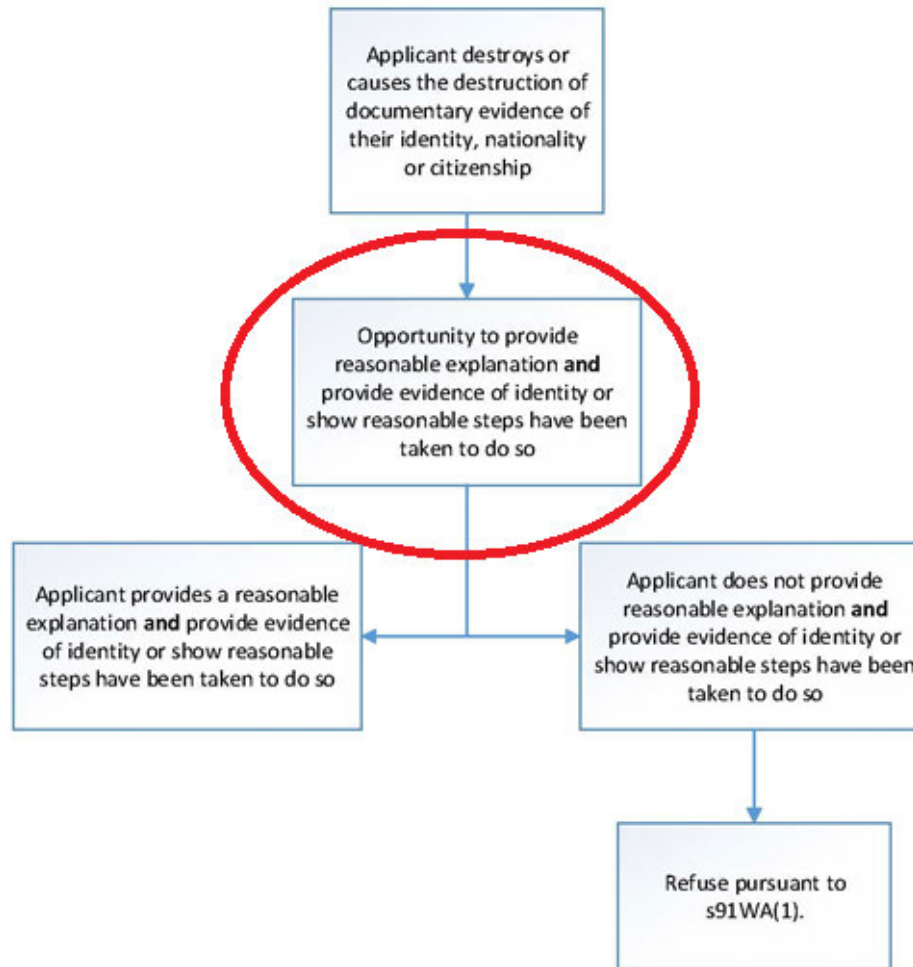 Applicant destroys or
causes the destruction of
documentary evidence of
their identity, nationality
or citizenship
Opportunity to provide
reasonable explanation and
provide evidence of identity or
show reasonable steps have been
taken to do so
Applicant provides a reasonable
explanation and provide evidence
of identity or show reasonable
steps have been taken to do so
Applicant does not provide
reasonable explanation and
provide evidence of identity or
show reasonable steps have been
taken to do so
Refuse pursuant to
s91WA(1).